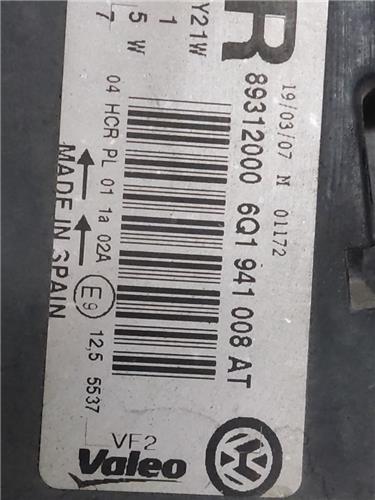 R
19/03/07 M 01172
89312000 6Q1 941 008 AT
Y21W
1
5 W
7
04 HCR PL 01 1a 02A
E9
12,5 5537
MADE IN SPAIN
VF2
Valeo